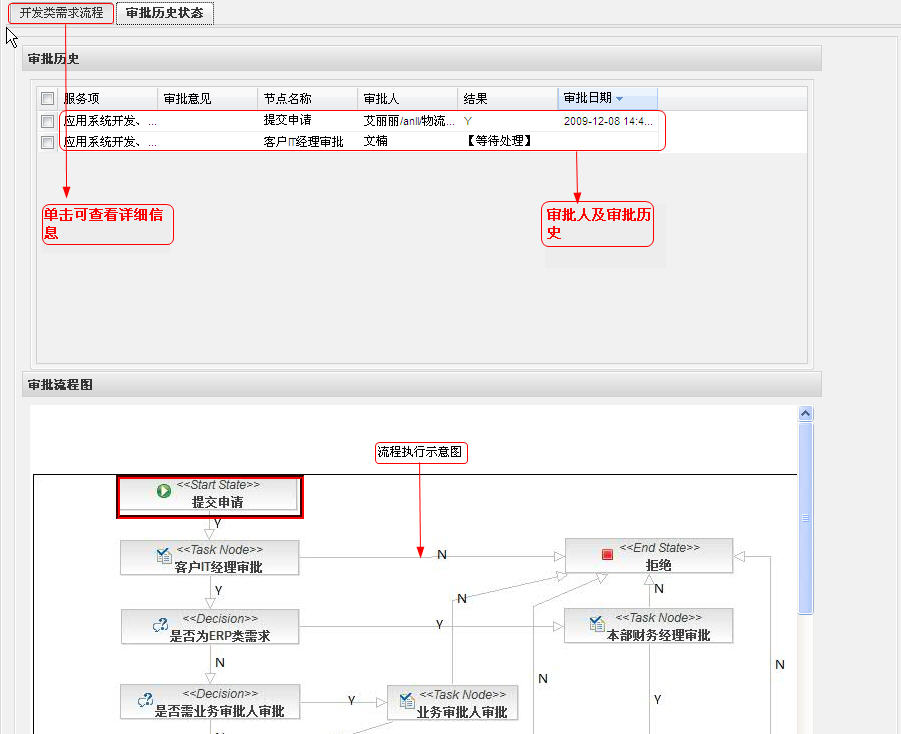 开发类需求流程 审批历史状态
审批历史
服务项 审批意见 节点名称 审批人 结果 审批日期
应用系统开发、... 提交申请 艾丽丽/anll/物流... Y 2009-12-08 14:4...
应用系统开发、... 客户IT经理审批 文楠 【等待处理】
单击可查看详细信
息
审批人及审批历
史
审批流程图
流程执行示意图
<<Start State>>
提交申请
Y
<<Task Node>>
客户IT经理审批
N
<<End State>>
拒绝
Y
N
N
<<Decision>>
是否为ERP类需求
Y
<<Task Node>>
本部财务经理审批
N
N
N
<<Decision>>
是否需业务审批人审批
Y
<<Task Node>>
业务审批人审批
Y